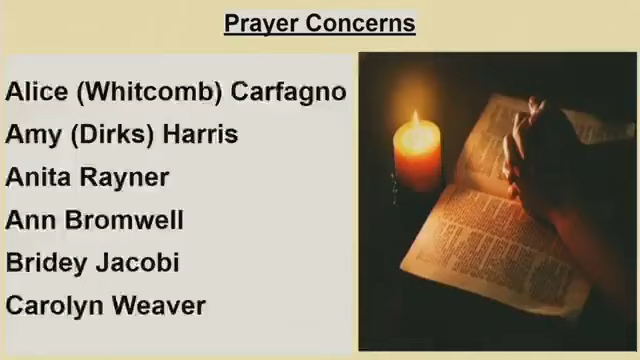 Prayer Concerns
Alice (Whitcomb) Carfagno
Amy (Dirks) Harris
Anita Rayner
Ann Bromwell
Bridey Jacobi
Carolyn Weaver